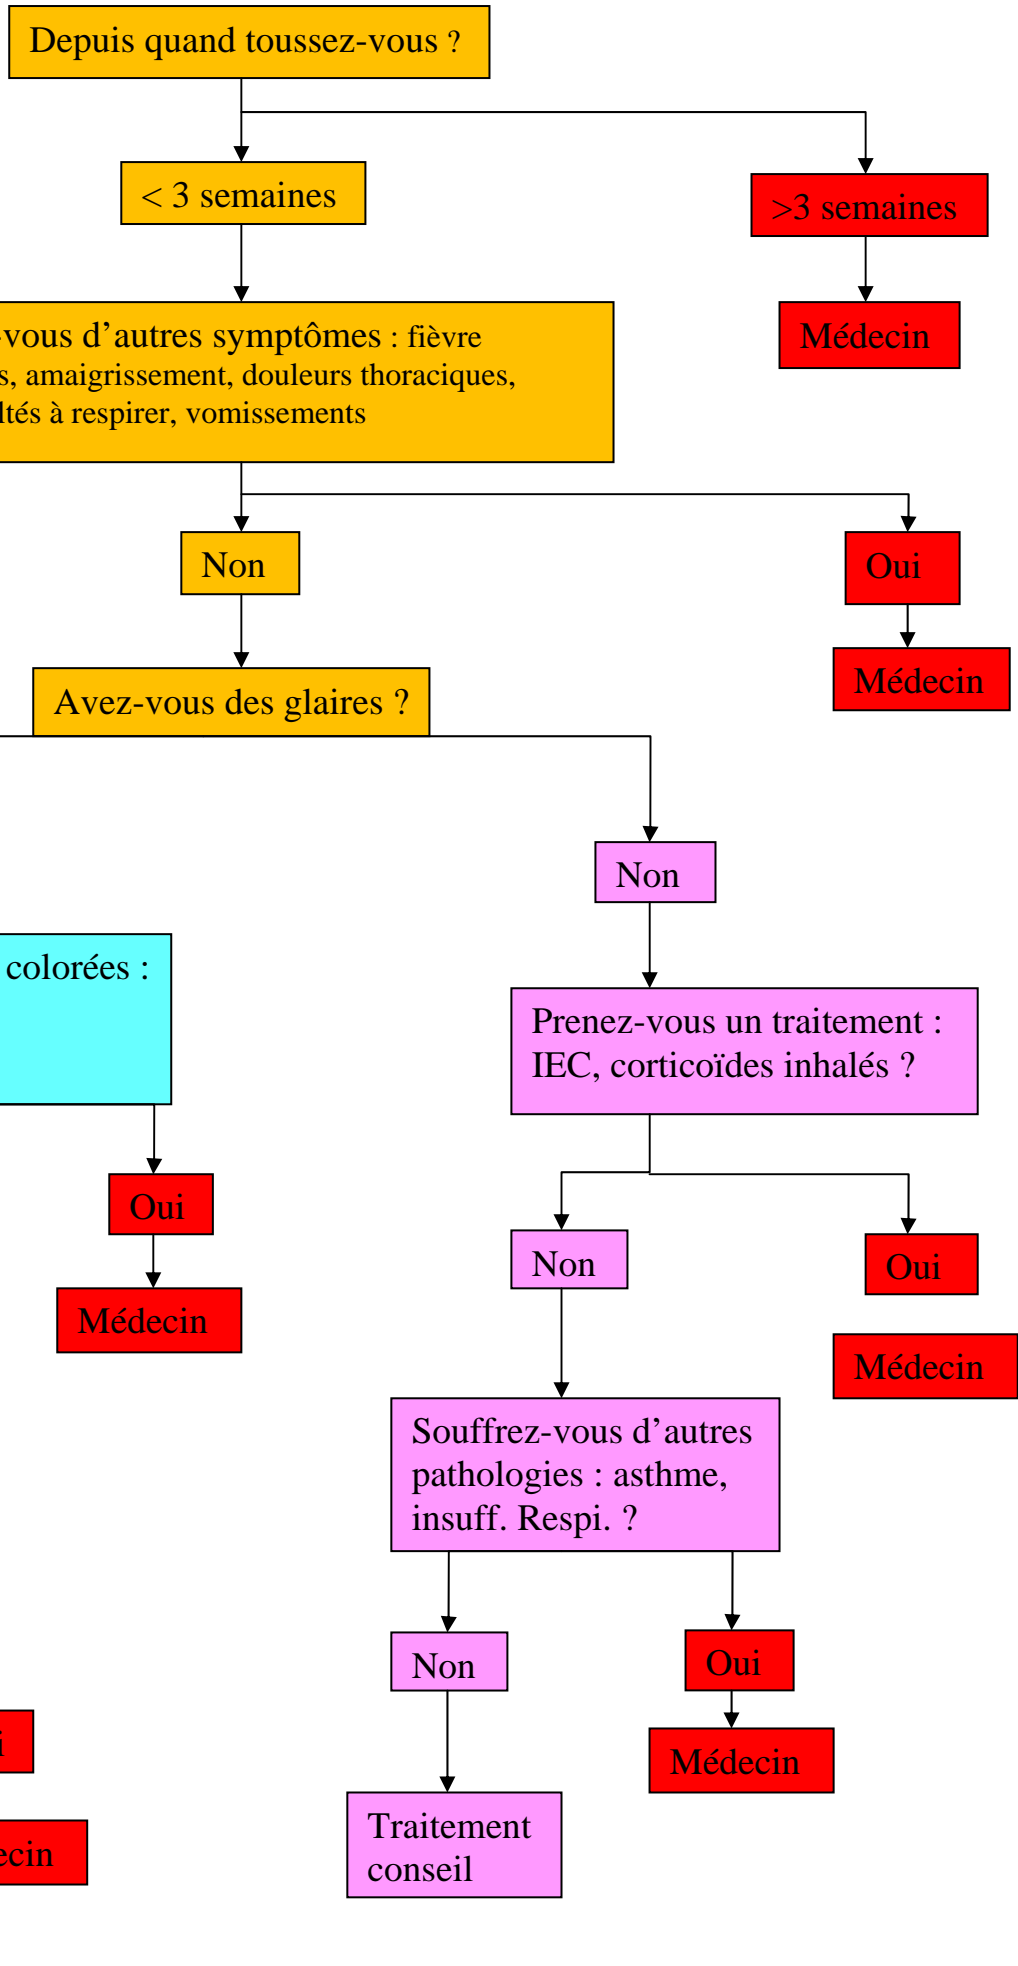 Depuis quand toussez-vous ?
< 3 semaines
>3 semaines
Médecin
-vous d’autres symptômes : fièvre
s, amaigrissement, douleurs thoraciques,
ltés à respirer, vomissements
Non
Oui
Médecin
Avez-vous des glaires ?
Non
colorées :
Prenez-vous un traitement :
IEC, corticoïdes inhalés ?
Oui
Médecin
Non
Oui
Médecin
Souffrez-vous d’autres
pathologies : asthme,
insuff. Respi. ?
Non
Oui
Médecin
i
ecin
Traitement
conseil